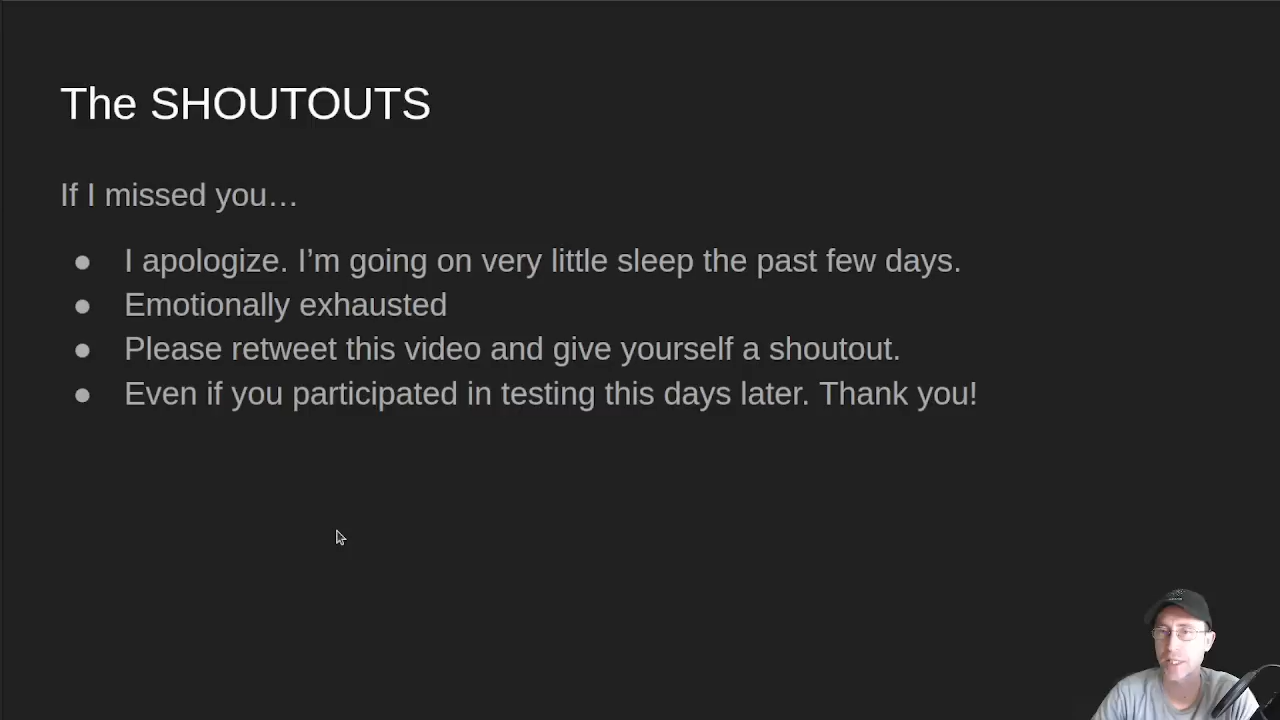 The SHOUTOUTS
If I missed you…
● I apologize. I’m going on very little sleep the past few days.
● Emotionally exhausted
● Please retweet this video and give yourself a shoutout.
● Even if you participated in testing this days later. Thank you!